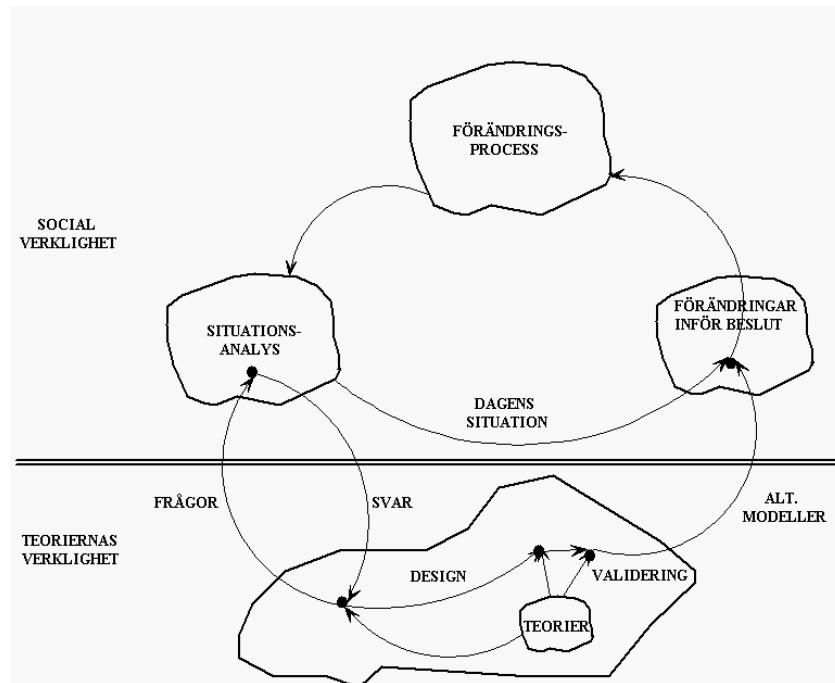 FÖRÄNDRINGS-
PROCESS
SOCIAL
VERKLIGHET
SITUATIONS-
ANALYS
FÖRÄNDRINGAR
INFÖR BESLUT
DAGENS
SITUATION
FRÅGOR
SVAR
ALT.
MODELLER
TEORIERNAS
VERKLIGHET
DESIGN
VALIDERING
TEORIER